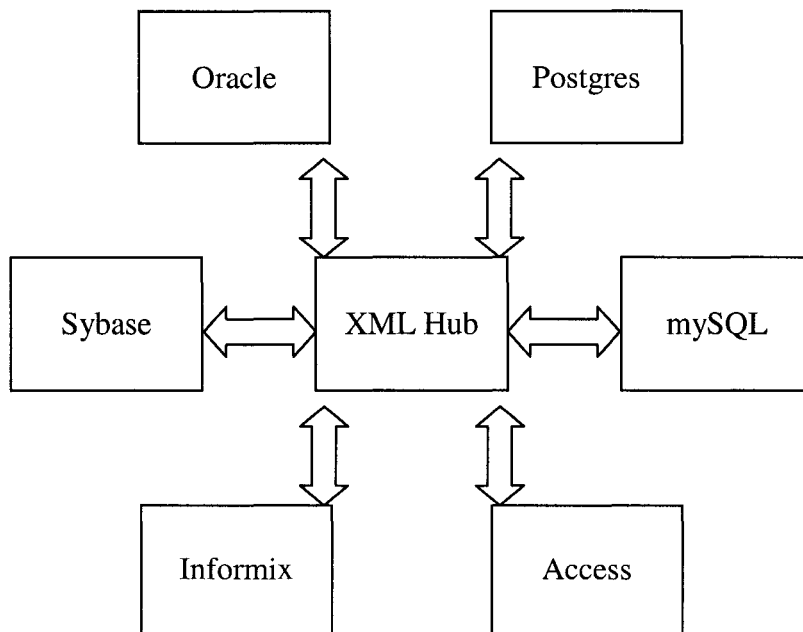 Oracle
Postgres
Sybase
XML Hub
mySQL
Informix
Access